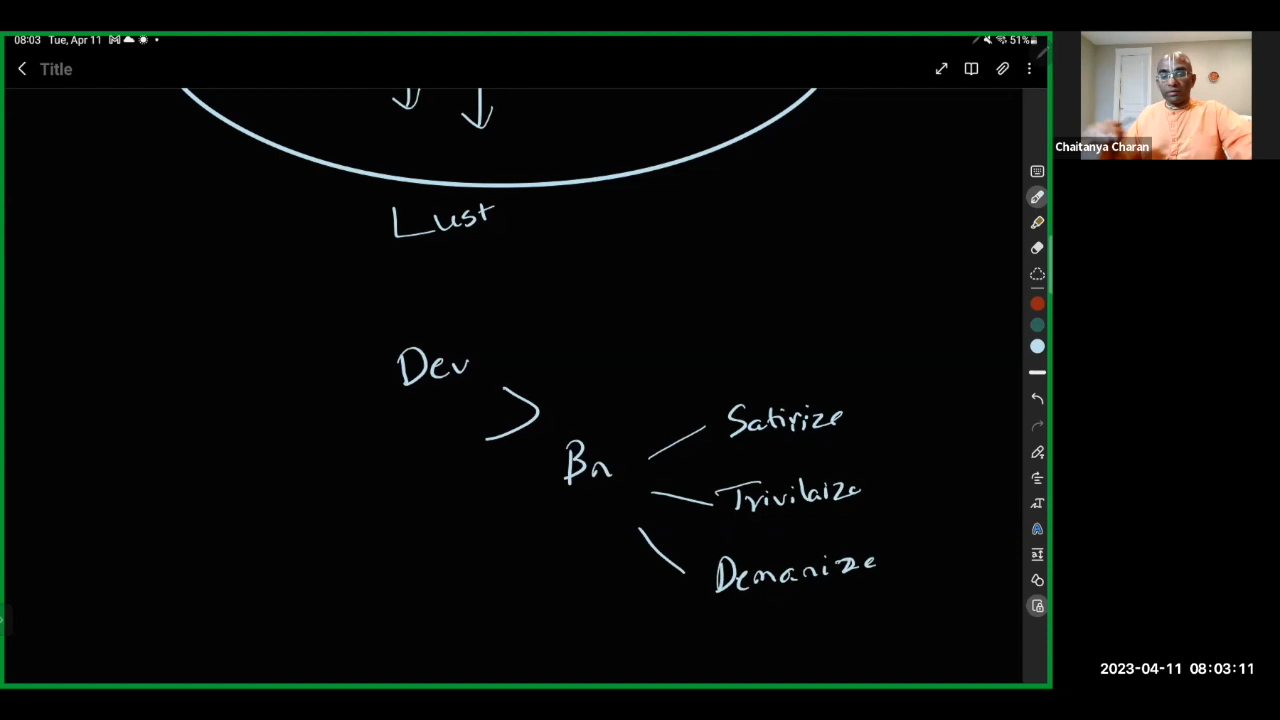 08:03 Tue, Apr 11
51%
Title
Chaitanya Charan
Lust
Dev
Satirize
Bn
Trivilaize
Demanize
2023-04-11 08:03:11